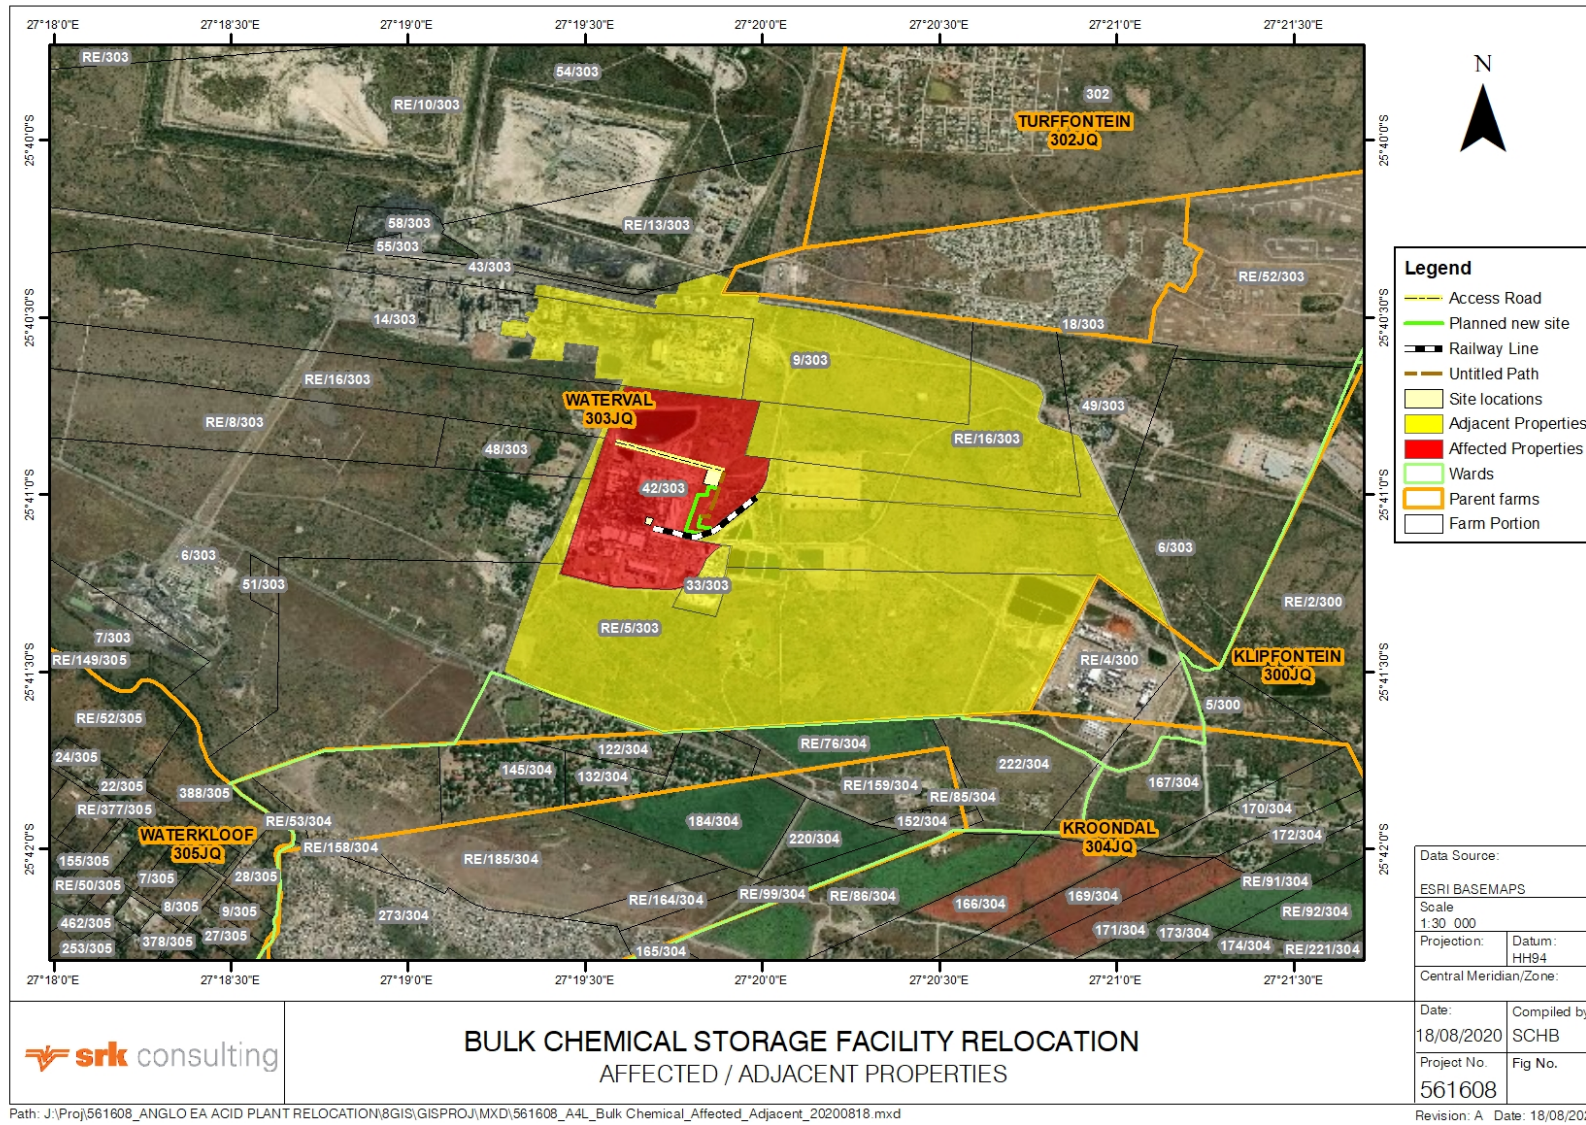 27°18'0"E
27°18'30"E
27°19'0"E
27°19'30"E
27°20'0"E
27°20'30"E
27°21'0"E
27°21'30"E
N
RE/303
54/303
RE/10/303
302
TURFFONTEIN
302JQ
25°40'0"S
25°40'0"S
58/303
RE/13/303
55/303
43/303
RE/52/303
25°40'30"S
25°40'30"S
14/303
18/303
9/303
RE/16/303
WATERVAL
303JQ
49/303
RE/8/303
48/303
RE/16/303
42/303
25°41'0"S
25°41'0"S
6/303
6/303
51/303
33/303
RE/2/300
7/303
RE/5/303
RE/149/305
RE/4/300
KLIPFONTEIN
300JQ
25°41'30"S
25°41'30"S
RE/52/305
5/300
24/305
122/304
RE/76/304
145/304
132/304
222/304
22/305
388/305
RE/159/304
167/304
RE/377/305
RE/85/304
170/304
RE/53/304
184/304
152/304
WATERKLOOF
305JQ
KROONDAL
304JQ
172/304
220/304
25°42'0"S
25°42'0"S
RE/158/304
155/305
RE/185/304
7/305
28/305
RE/50/305
RE/91/304
RE/99/304
RE/86/304
169/304
RE/164/304
166/304
8/305
9/305
273/304
RE/92/304
462/305
171/304
173/304
27/305
378/305
174/304
253/305
165/304
RE/221/304
27°18'0"E
27°18'30"E
27°19'0"E
27°19'30"E
27°20'0"E
27°20'30"E
27°21'0"E
27°21'30"E
Legend
Access Road
Planned new site
Railway Line
Untitled Path
Site locations
Adjacent Properties
Affected Properties
Wards
Parent farms
Farm Portion
Data Source:
ESRI BASEMAPS
Scale
1:30 000
Projection:
Datum:
HH94
Central Meridian/Zone:
Date:
18/08/2020
Compiled by
SCHB
Project No.
561608
Fig No.
srk consulting
BULK CHEMICAL STORAGE FACILITY RELOCATION
AFFECTED / ADJACENT PROPERTIES
Path: J:\Proj\561608_ANGLO EA ACID PLANT RELOCATION\8GIS\GISPROJ\MXD\561608_A4L_Bulk Chemical_Affected_Adjacent_20200818.mxd
Revision: A Date: 18/08/202